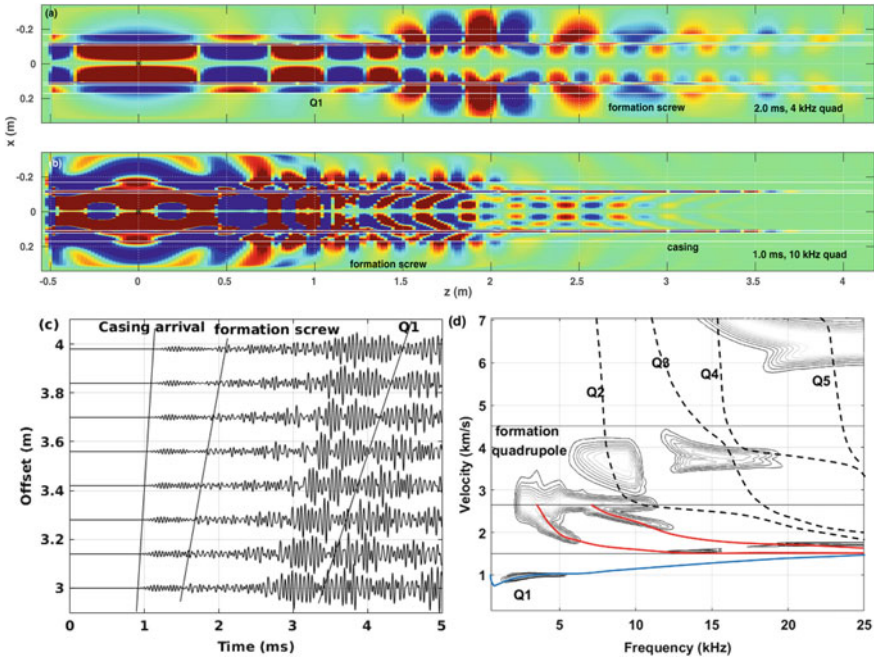 (a)
-0.2
0
0.2
x (m)
Q1
formation screw
2.0 ms, 4 kHz quad
(b)
-0.2
0
0.2
formation screw
casing
1.0 ms, 10 kHz quad
-0.5 0 0.5 1 1.5 2 2.5 3 3.5 4
z (m)
(c)
Casing arrival formation screw Q1
4
3.8
3.6
3.4
3.2
3
Offset (m)
0 1 2 3 4 5
Time (ms)
(d)
7
6
5
4
3
2
1
Velocity (km/s)
Q2
Q3
Q4
Q5
formation
quadrupole
Q1
5 10 15 20 25
Frequency (kHz)